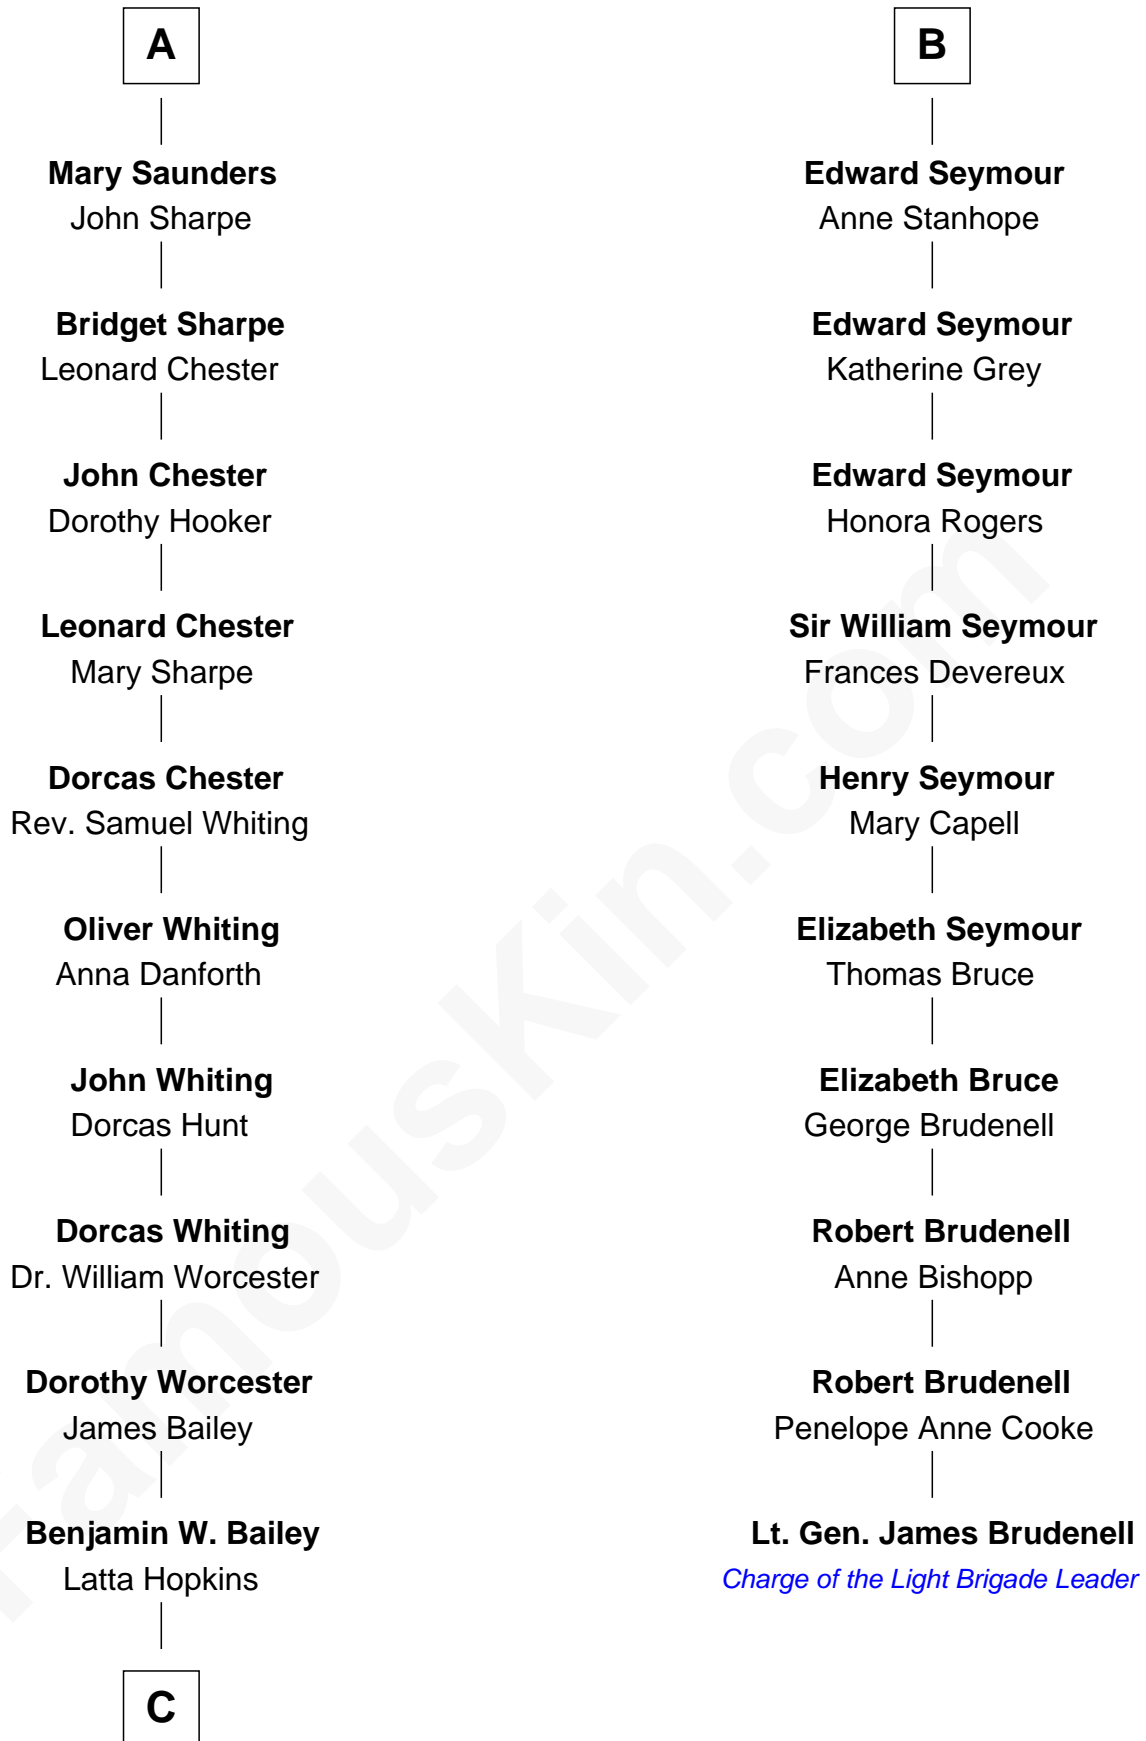 A
Mary Saunders
John Sharpe
Bridget Sharpe
Leonard Chester
John Chester
Dorothy Hooker
Leonard Chester
Mary Sharpe
Dorcas Chester
Rev. Samuel Whiting
Oliver Whiting
Anna Danforth
John Whiting
Dorcas Hunt
Dorcas Whiting
Dr. William Worcester
Dorothy Worcester
James Bailey
Benjamin W. Bailey
Latta Hopkins
C
B
Edward Seymour
Anne Stanhope
Edward Seymour
Katherine Grey
Edward Seymour
Honora Rogers
Sir William Seymour
Frances Devereux
Henry Seymour
Mary Capell
Elizabeth Seymour
Thomas Bruce
Elizabeth Bruce
George Brudenell
Robert Brudenell
Anne Bishopp
Robert Brudenell
Penelope Anne Cooke
Lt. Gen. James Brudenell
Charge of the Light Brigade Leader
FamousKin.com